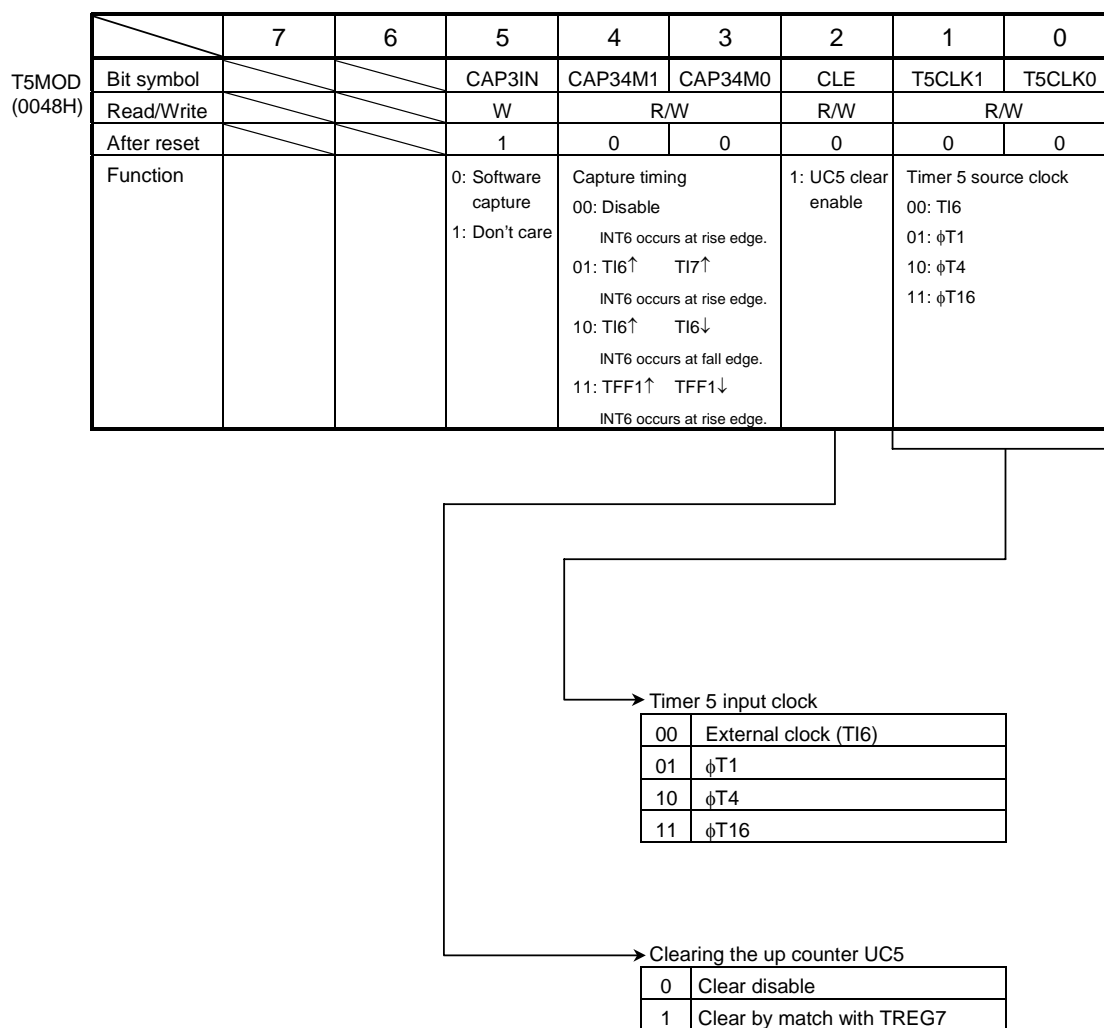 7 6 5 4 3 2 1 0
T5MOD (0048H)
Bit symbol CAP3IN CAP34M1 CAP34M0 CLE T5CLK1 T5CLK0
Read/Write W R/W R/W R/W
After reset 1 0 0 0 0 0
Function
0: Software
capture
1: Don't care
Capture timing
00: Disable
INT6 occurs at rise edge.
01: TI6↑ TI7↑
INT6 occurs at rise edge.
10: TI6↑ TI6↓
INT6 occurs at fall edge.
11: TFF1↑ TFF1↓
INT6 occurs at rise edge.
1: UC5 clear
enable
Timer 5 source clock
00: TI6
01: ϕT1
10: ϕT4
11: ϕT16
Timer 5 input clock
00 External clock (TI6)
01 ϕT1
10 ϕT4
11 ϕT16
Clearing the up counter UC5
0 Clear disable
1 Clear by match with TREG7